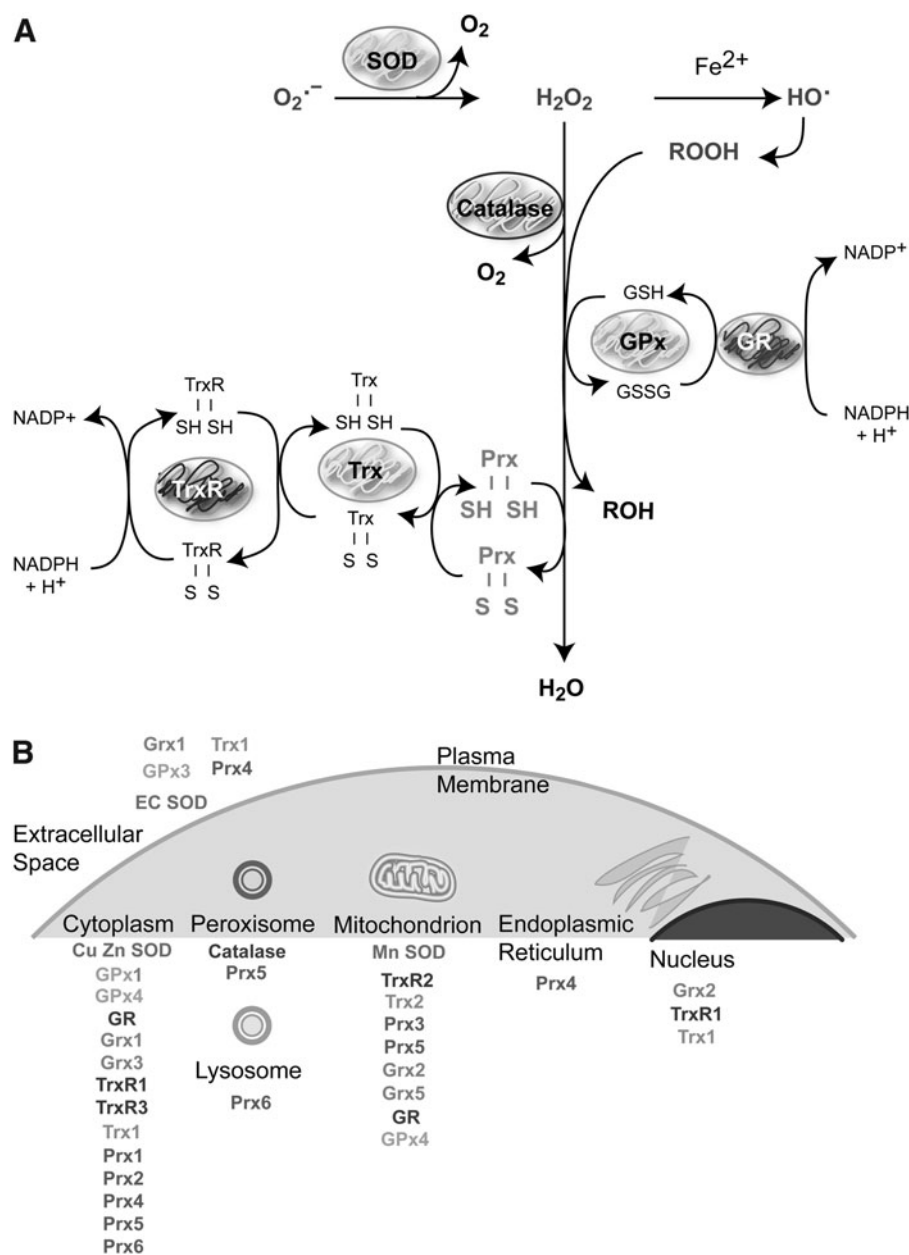 A
O2
SOD
O2·− H2O2 Fe2+ HO·
ROOH
Catalase
O2
NADP+
GSH
GPx GR
GSSG
NADPH
+ H+
TrxR
SH SH
Trx
SH SH
NADP+
TrxR
Trx
Prx
SH SH
ROH
TrxR
S S
Trx
S S
NADPH
+ H+
Prx
S S
H2O
B
Grx1 Trx1
GPx3 Prx4
EC SOD
Plasma
Membrane
Extracellular
Space
Cytoplasm
Cu Zn SOD
GPx1
GPx4
GR
Grx1
Grx3
TrxR1
TrxR3
Trx1
Prx1
Prx2
Prx4
Prx5
Prx6
Peroxisome
Catalase
Prx5
Lysosome
Prx6
Mitochondrion
Mn SOD
TrxR2
Trx2
Prx3
Prx5
Grx2
Grx5
GR
GPx4
Endoplasmic
Reticulum
Prx4
Nucleus
Grx2
TrxR1
Trx1